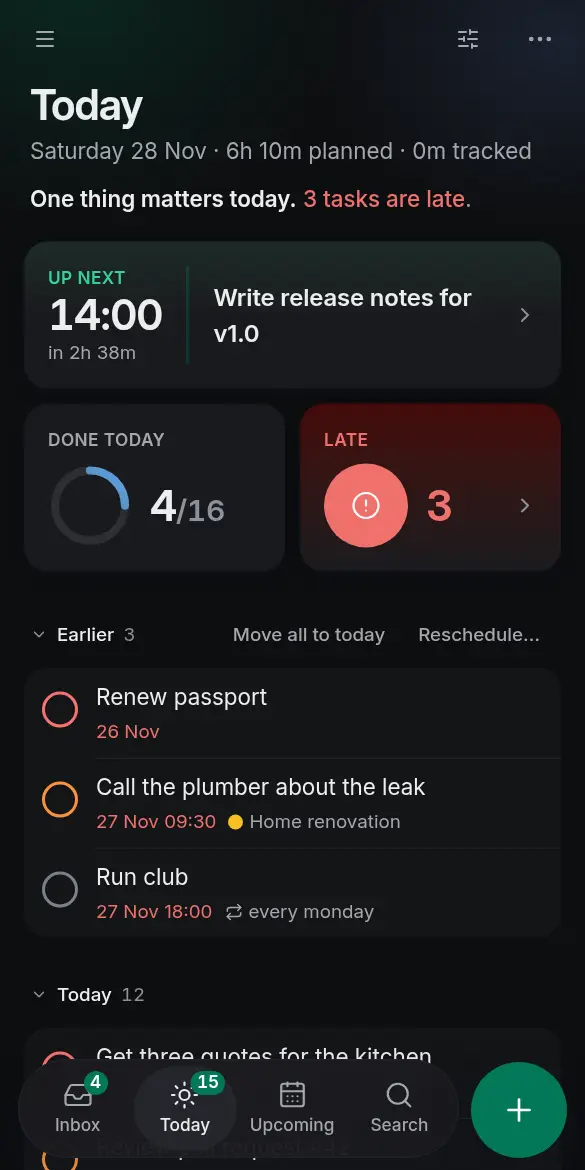 Today
Saturday 28 Nov · 6h 10m planned · 0m tracked
One thing matters today. 3 tasks are late.
UP NEXT
14:00
in 2h 38m
Write release notes for
v1.0
DONE TODAY
4/16
LATE
3
Earlier 3
Move all to today
Reschedule...
Renew passport
26 Nov
Call the plumber about the leak
27 Nov 09:30
Home renovation
Run club
27 Nov 18:00
every monday
Today 12
Get three quotes for the kitchen
4
15
Inbox
Today
Upcoming
Search